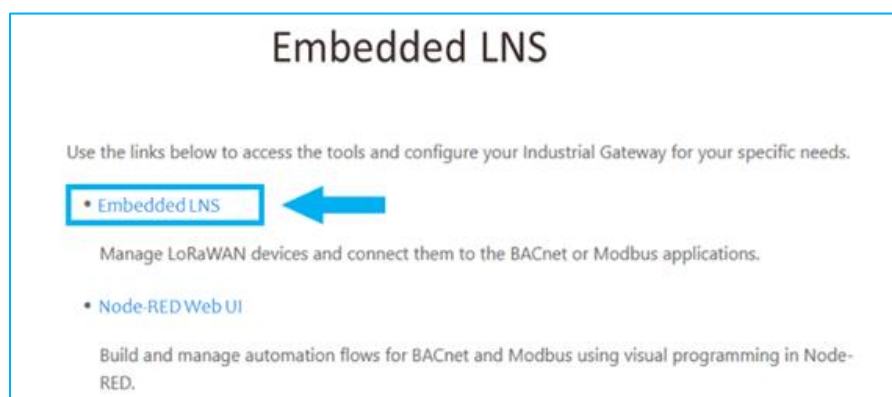 Embedded LNS
Use the links below to access the tools and configure your Industrial Gateway for your specific needs.
• Embedded LNS
Manage LoRaWAN devices and connect them to the BACnet or Modbus applications.
• Node-RED Web UI
Build and manage automation flows for BACnet and Modbus using visual programming in Node-
RED.